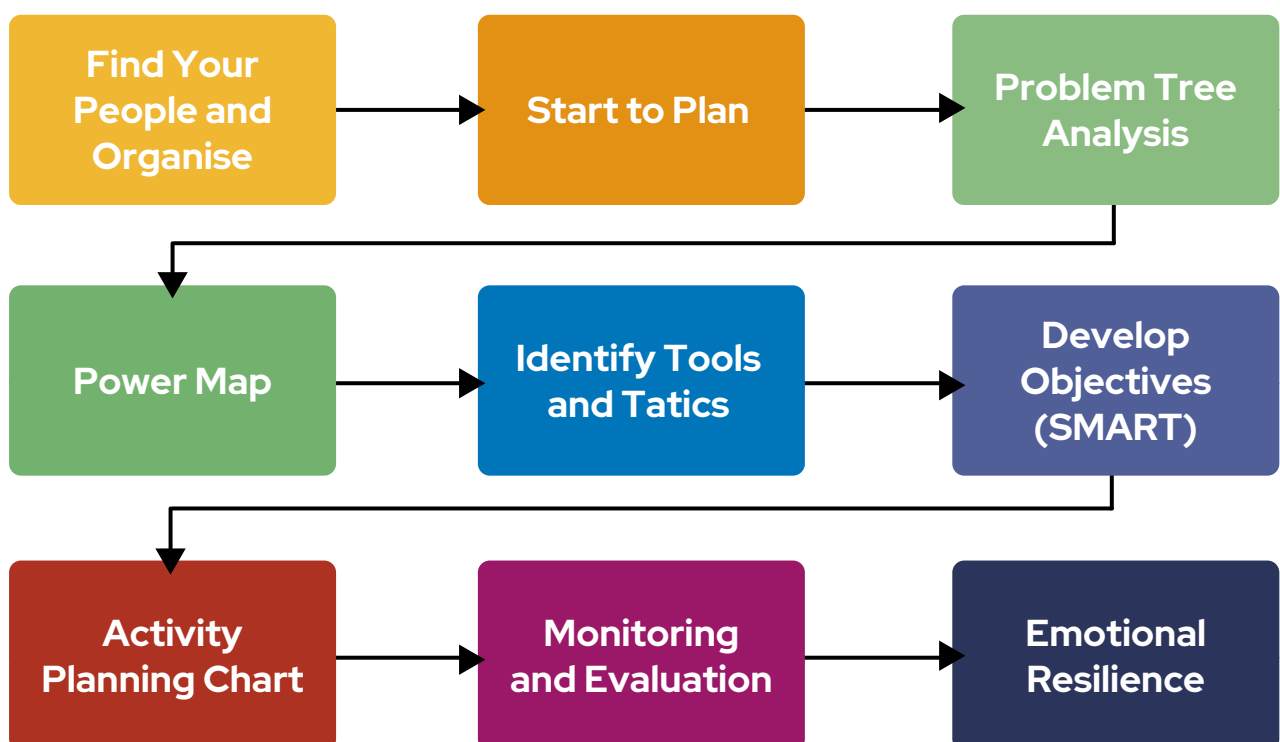 Find Your
People and
Organise
Start to Plan
Problem Tree
Analysis
Power Map
Identify Tools
and Tatics
Develop
Objectives
(SMART)
Activity
Planning Chart
Monitoring
and Evaluation
Emotional
Resilience